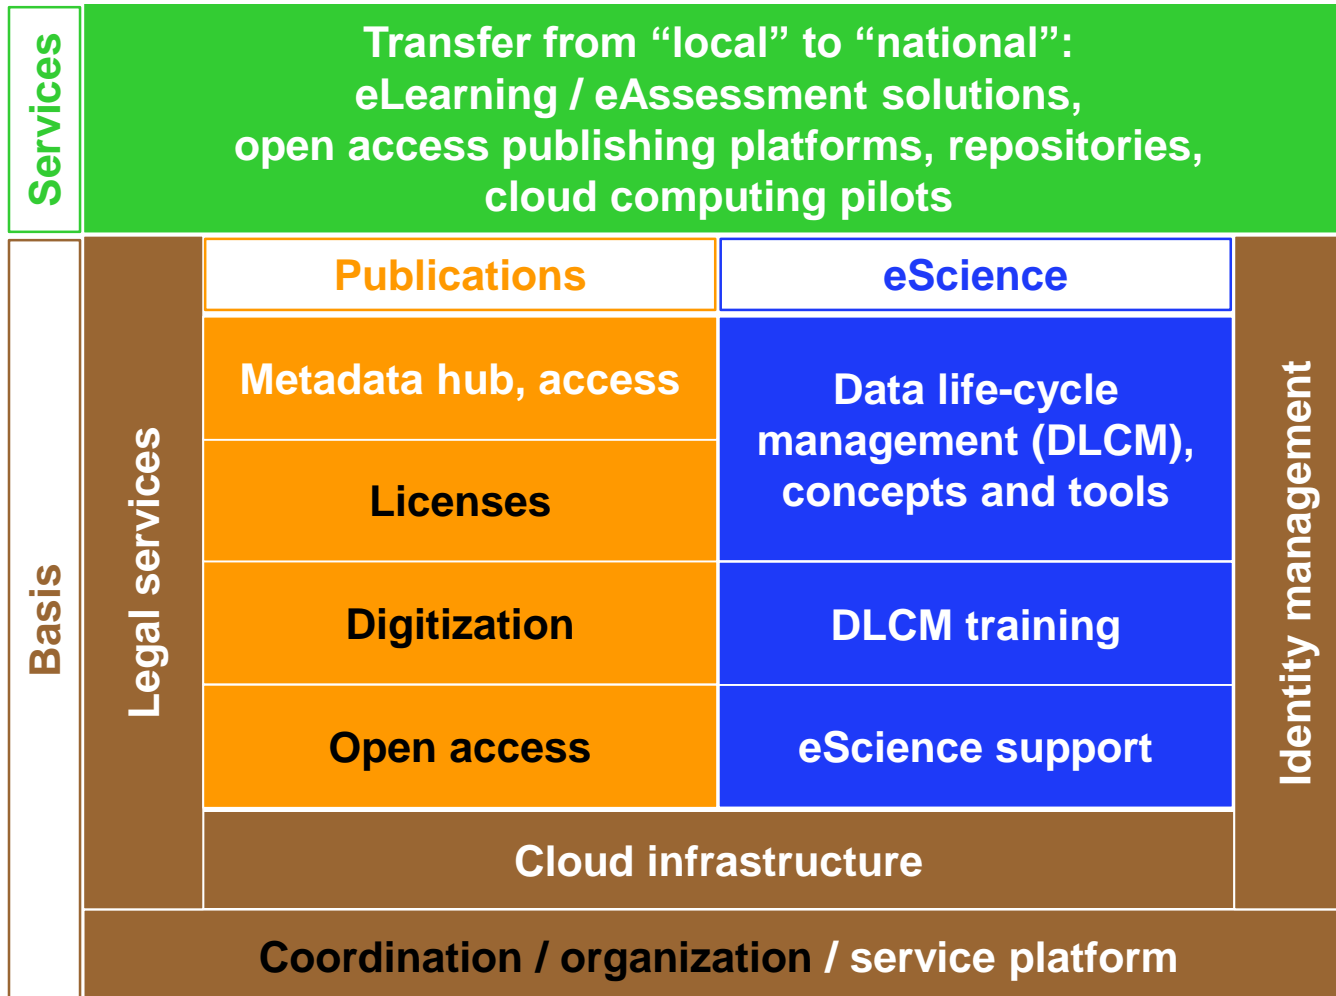 Services
Transfer from “local” to “national”:
eLearning / eAssessment solutions,
open access publishing platforms, repositories,
cloud computing pilots
Basis
Legal services
Publications
Metadata hub, access
Licenses
Digitization
Open access
eScience
Data life-cycle
management (DLCM),
concepts and tools
DLCM training
eScience support
Identity management
Cloud infrastructure
Coordination / organization / service platform